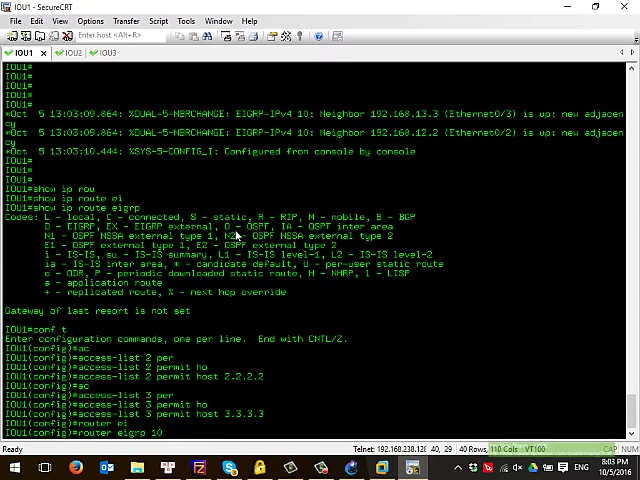 IOU1 - SecureCRT
File Edit View Options Transfer Script Tools Window Help
Enter host <Alt+R>
IOU1 IOU2 IOU3
IOU1#
IOU1#
IOU1#
IOU1#
IOU1#
*Oct 5 13:03:09.864: %DUAL-5-NBRCHANGE: EIGRP-IPv4 10: Neighbor 192.168.13.3 (Ethernet0/3) is up: new adjacen
cy
*Oct 5 13:03:09.864: %DUAL-5-NBRCHANGE: EIGRP-IPv4 10: Neighbor 192.168.12.2 (Ethernet0/2) is up: new adjacen
cy
*Oct 5 13:03:10.444: %SYS-5-CONFIG_I: Configured from console by console
IOU1#
IOU1#
IOU1#
IOU1#show ip rou
IOU1#show ip route ei
IOU1#show ip route eigrp
Codes: L - local, C - connected, S - static, R - RIP, M - mobile, B - BGP
D - EIGRP, EX - EIGRP external, O - OSPF, IA - OSPF inter area
N1 - OSPF NSSA external type 1, N2 - OSPF NSSA external type 2
E1 - OSPF external type 1, E2 - OSPF external type 2
i - IS-IS, su - IS-IS summary, L1 - IS-IS level-1, L2 - IS-IS level-2
ia - IS-IS inter area, * - candidate default, U - per-user static route
o - ODR, P - periodic downloaded static route, H - NHRP, l - LISP
a - application route
+ - replicated route, % - next hop override
Gateway of last resort is not set
IOU1#conf t
Enter configuration commands, one per line. End with CNTL/Z.
IOU1(config)#ac
IOU1(config)#access-list 2 per
IOU1(config)#access-list 2 permit ho
IOU1(config)#access-list 2 permit host 2.2.2.2
IOU1(config)#ac
IOU1(config)#access-list 3 per
IOU1(config)#access-list 3 permit ho
IOU1(config)#access-list 3 permit host 3.3.3.3
IOU1(config)#router ei
IOU1(config)#router eigrp 10
Ready Telnet: 192.168.238.128 40, 29 40 Rows, 110 Cols VT100 CAP NUM
ENG
8:03 PM
10/5/2016